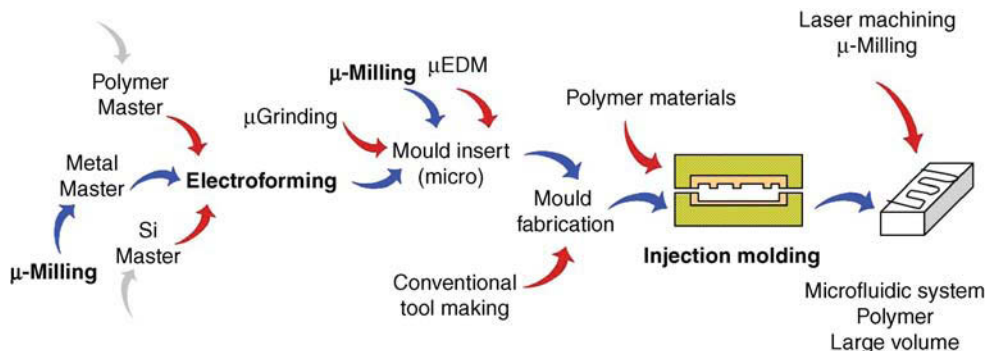 Polymer
Master
Metal
Master
μ-Milling
Si
Master
Electroforming
μGrinding
μ-Milling
μEDM
Mould insert
(micro)
Mould
fabrication
Conventional
tool making
Polymer materials
Injection molding
Laser machining
μ-Milling
Microfluidic system
Polymer
Large volume